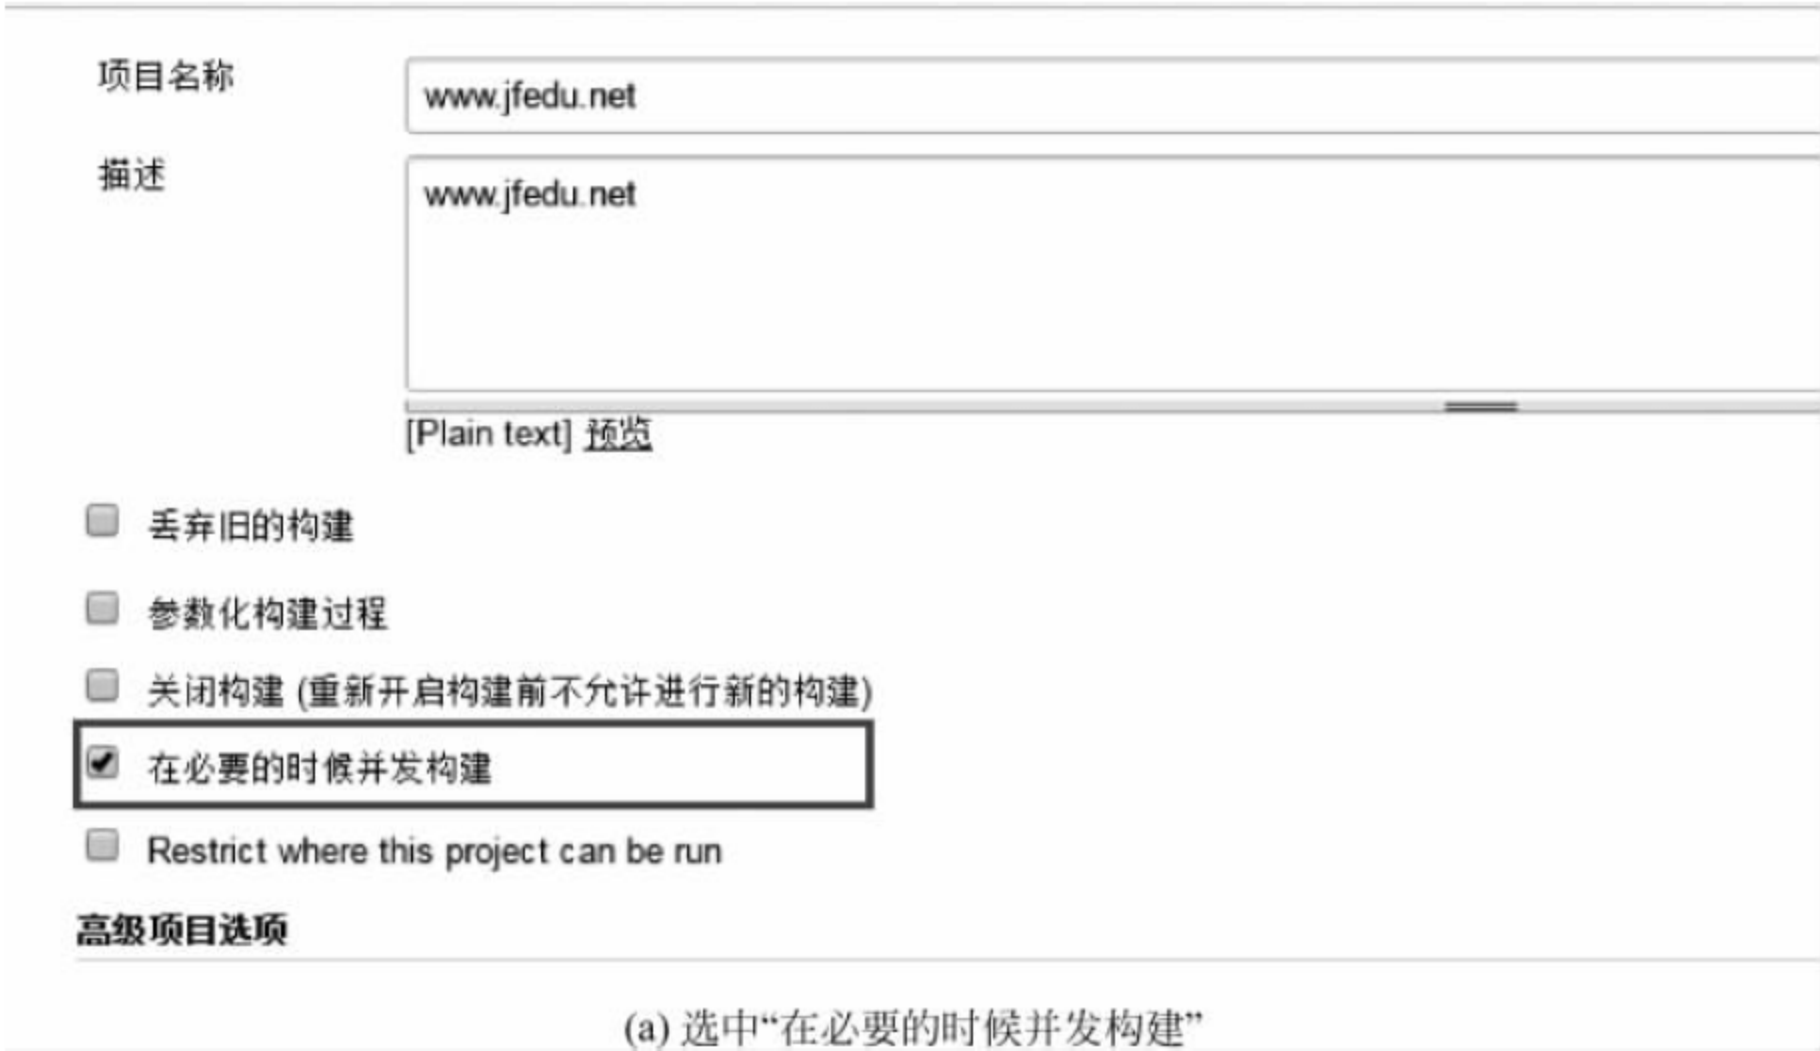 项目名称
www.jfedu.net
描述
www.jfedu.net
[Plain text] 预览
丢弃旧的构建
参数化构建过程
关闭构建 (重新开启构建前不允许进行新的构建)
在必要的时候并发构建
Restrict where this project can be run
高级项目选项
(a) 选中“在必要的时候并发构建”